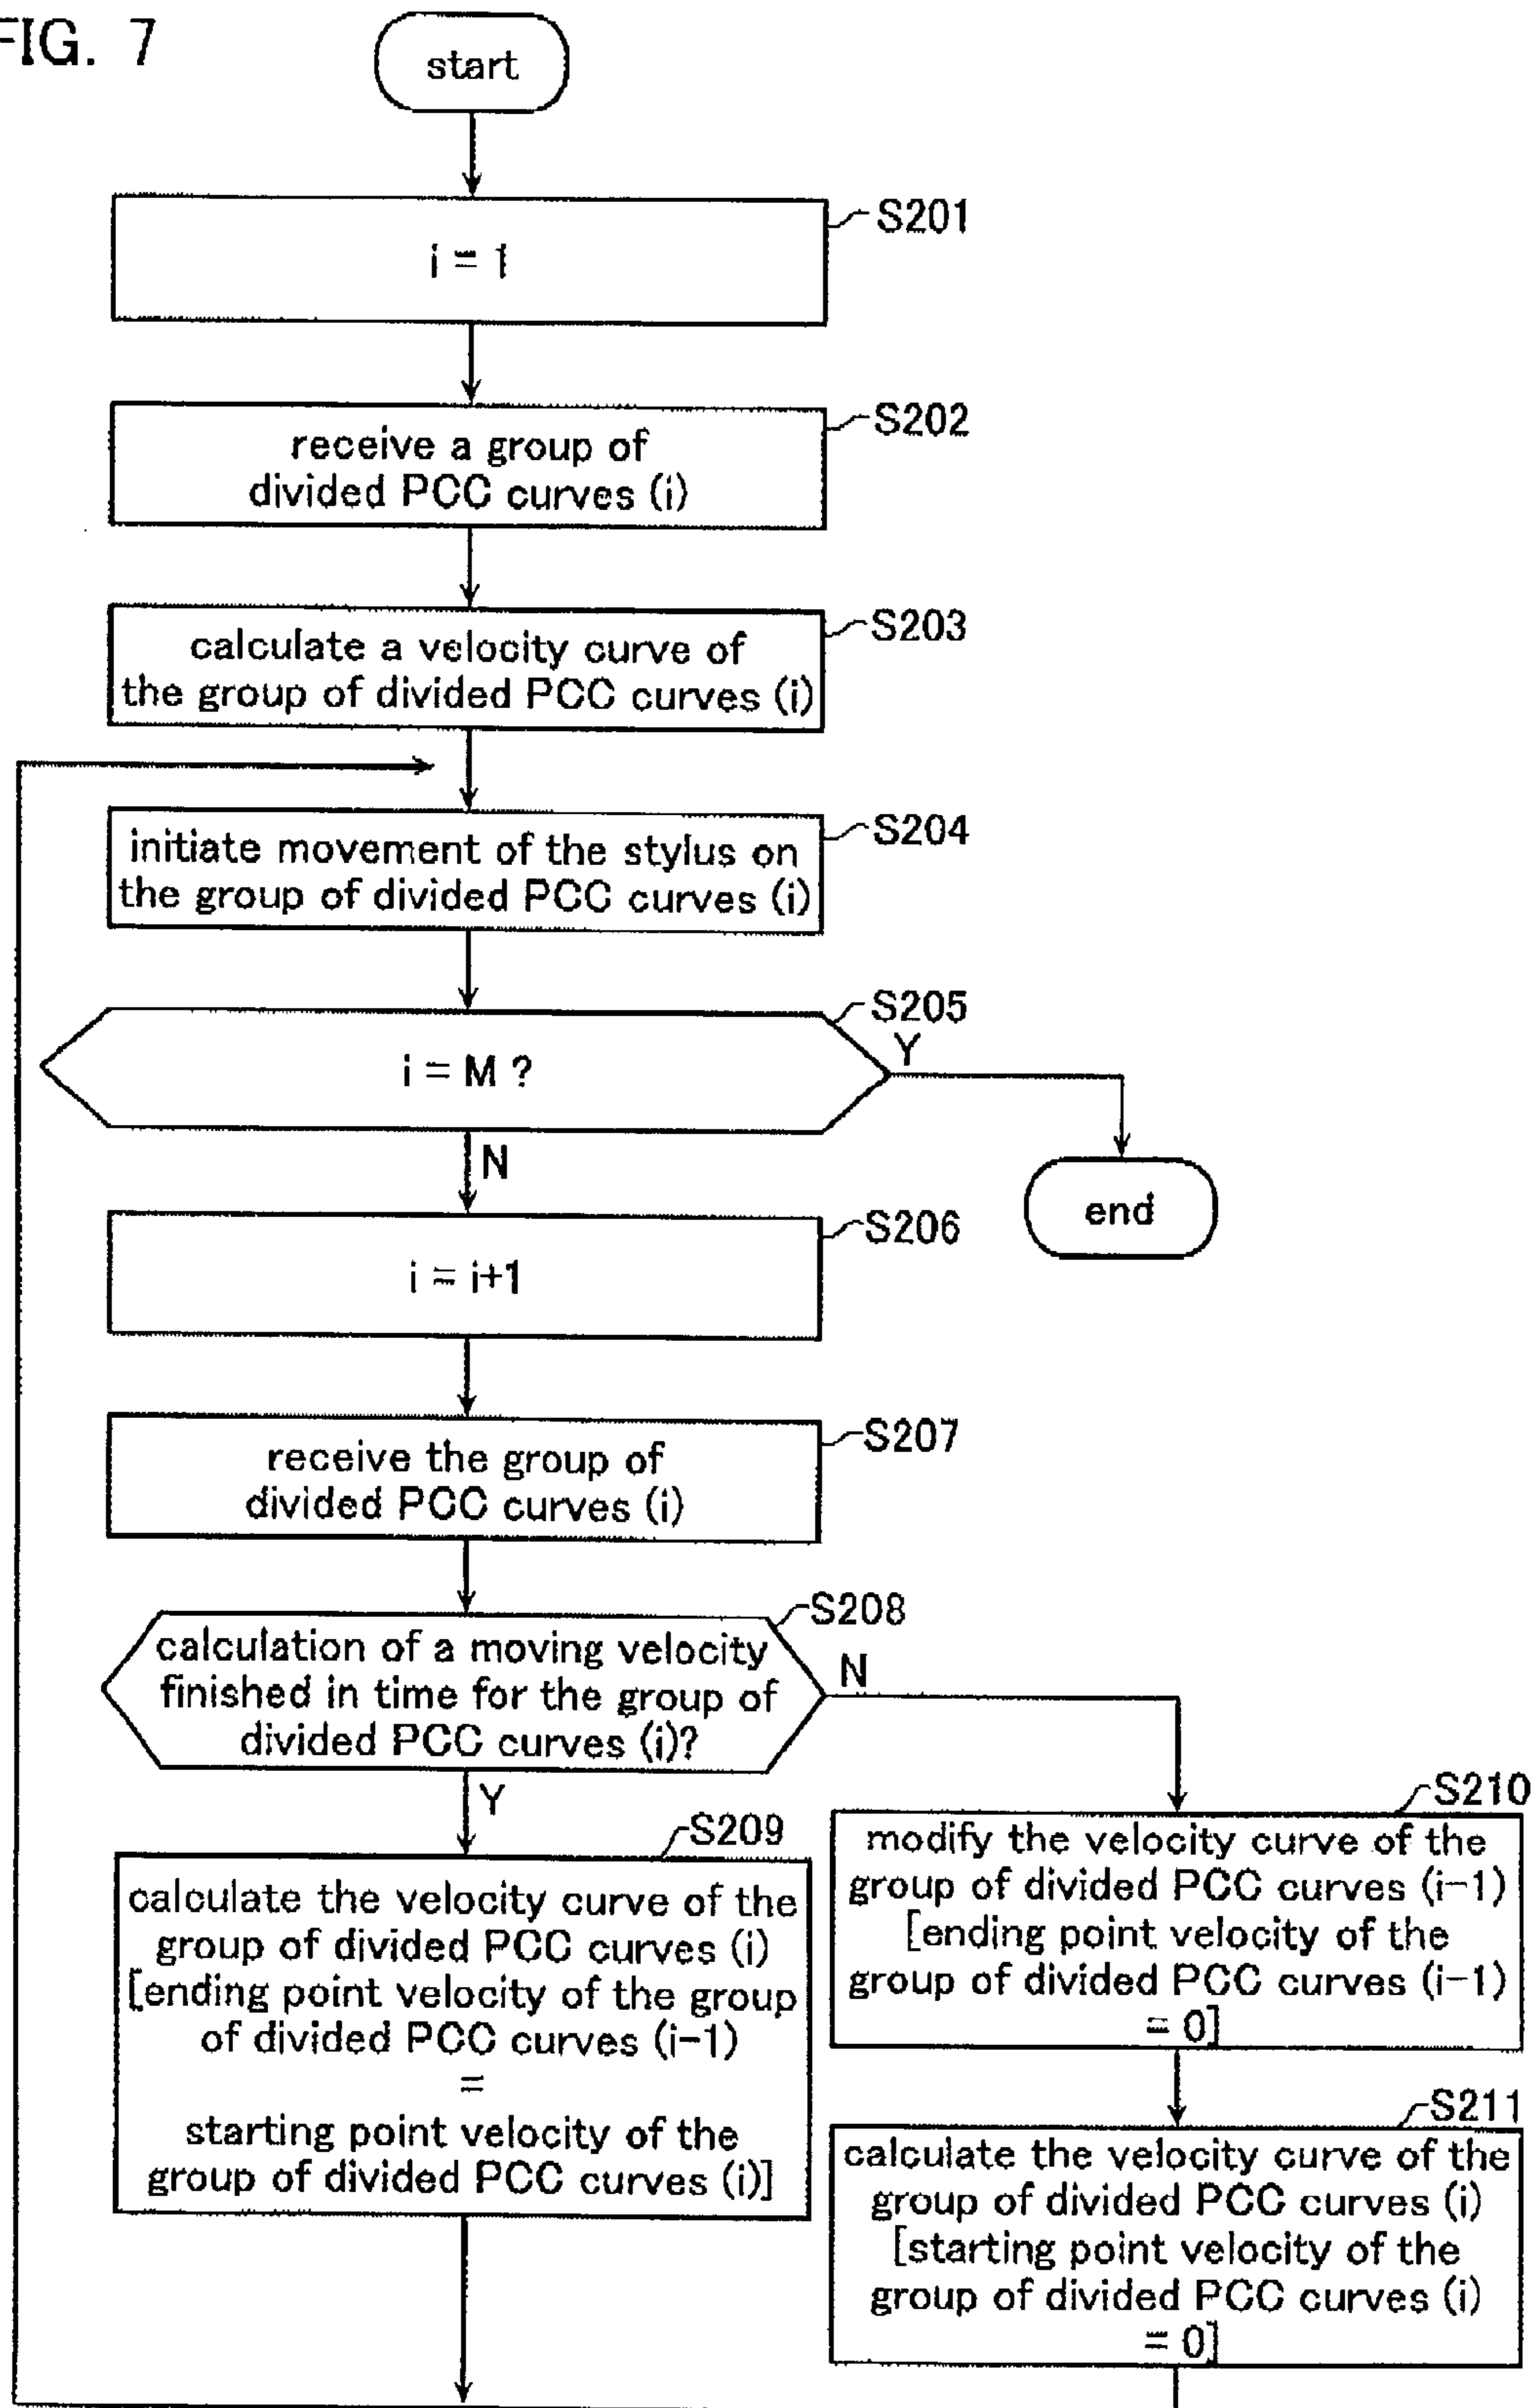 FIG. 7
start
S201
i = 1
S202
receive a group of
divided PCC curves (i)
S203
calculate a velocity curve of
the group of divided PCC curves (i)
S204
initiate movement of the stylus on
the group of divided PCC curves (i)
S205
i = M ?
Y
end
N
S206
i = i+1
S207
receive the group of
divided PCC curves (i)
S208
calculation of a moving velocity
finished in time for the group of
divided PCC curves (i)?
N
Y
S209
calculate the velocity curve of the
group of divided PCC curves (i)
[ending point velocity of the group
of divided PCC curves (i-1)
=
starting point velocity of the
group of divided PCC curves (i)]
S210
modify the velocity curve of the
group of divided PCC curves (i-1)
[ending point velocity of the
group of divided PCC curves (i-1)
= 0]
S211
calculate the velocity curve of the
group of divided PCC curves (i)
[starting point velocity of the
group of divided PCC curves (i)
= 0]